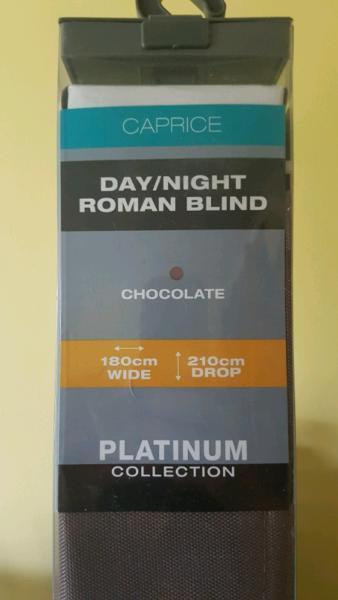 CAPRICE
DAY/NIGHT
ROMAN BLIND
CHOCOLATE
180cm WIDE
210cm DROP
PLATINUM
COLLECTION